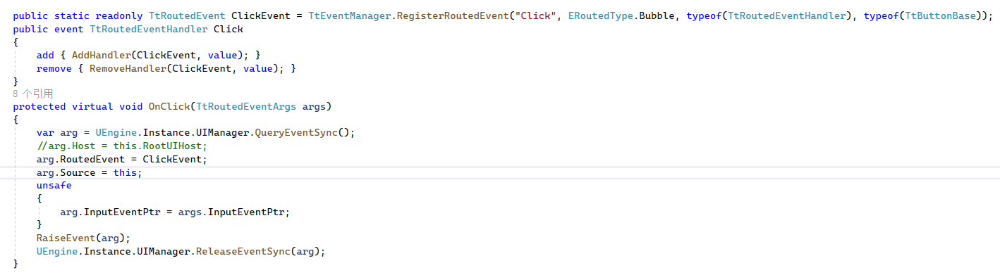 public static readonly TtRoutedEvent ClickEvent = TtEventManager.RegisterRoutedEvent("Click", ERoutedType.Bubble, typeof(TtRoutedEventHandler), typeof(TtButtonBase));
public event TtRoutedEventHandler Click
{
    add { AddHandler(ClickEvent, value); }
    remove { RemoveHandler(ClickEvent, value); }
}
8 个引用
protected virtual void OnClick(TtRoutedEventArgs args)
{
    var arg = UEngine.Instance.UIManager.QueryEventSync();
    //arg.Host = this.RootUIHost;
    arg.RoutedEvent = ClickEvent;
    arg.Source = this;
    unsafe
    {
        arg.InputEventPtr = args.InputEventPtr;
    }
    RaiseEvent(arg);
    UEngine.Instance.UIManager.ReleaseEventSync(arg);
}